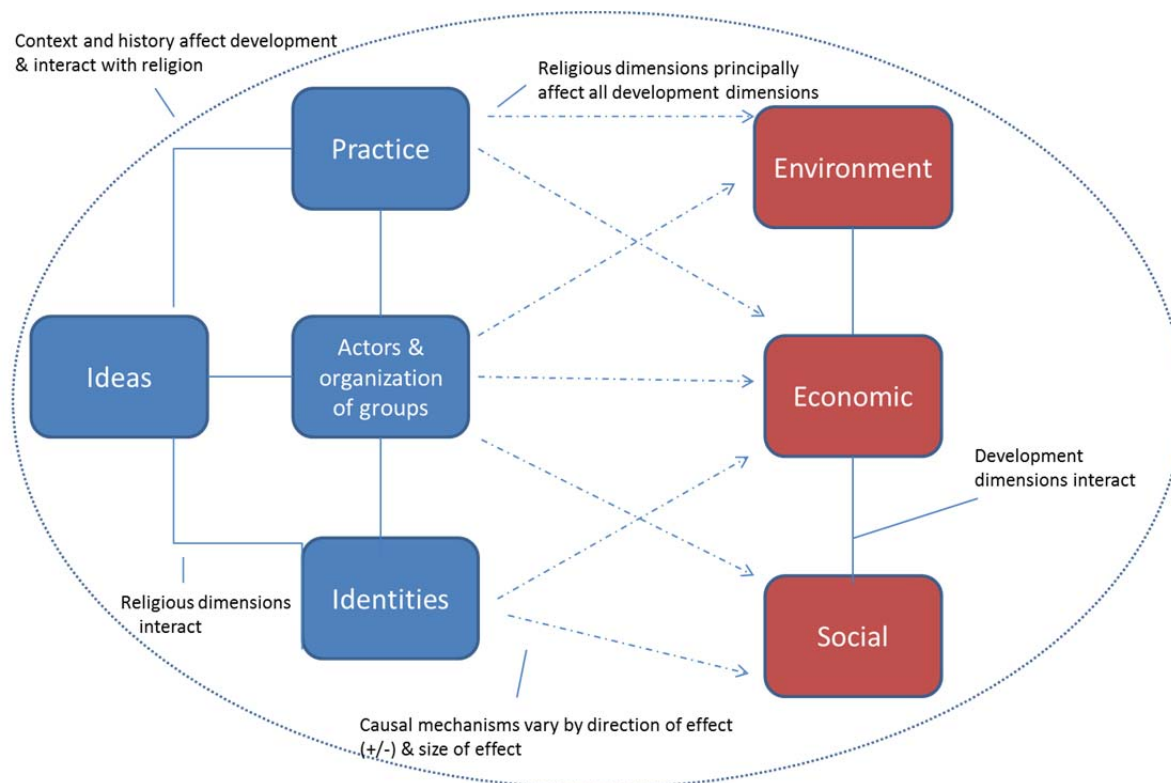 Context and history affect development
& interact with religion
Religious dimensions principally
affect all development dimensions
Practice
Environment
Ideas
Actors &
organization
of groups
Economic
Development
dimensions interact
Religious dimensions
interact
Identities
Social
Causal mechanisms vary by direction of effect
(+/-) & size of effect